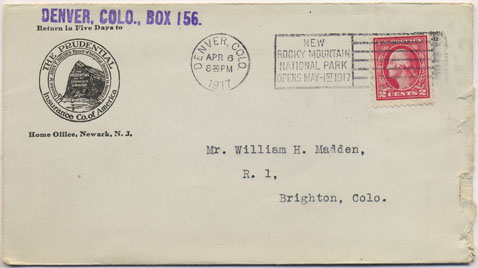 DENVER, COLO., BOX 156.
Return in Five Days to
THE PRUDENTIAL
Insurance Co. of America
Home Office, Newark, N. J.
DENVER, COLO
APR 6
8 30 PM
1917
NEW
ROCKY MOUNTAIN
NATIONAL PARK
OPENS MAY 1ST 1917
2 CENTS 2
Mr. William H. Madden,
R. 1,
Brighton, Colo.